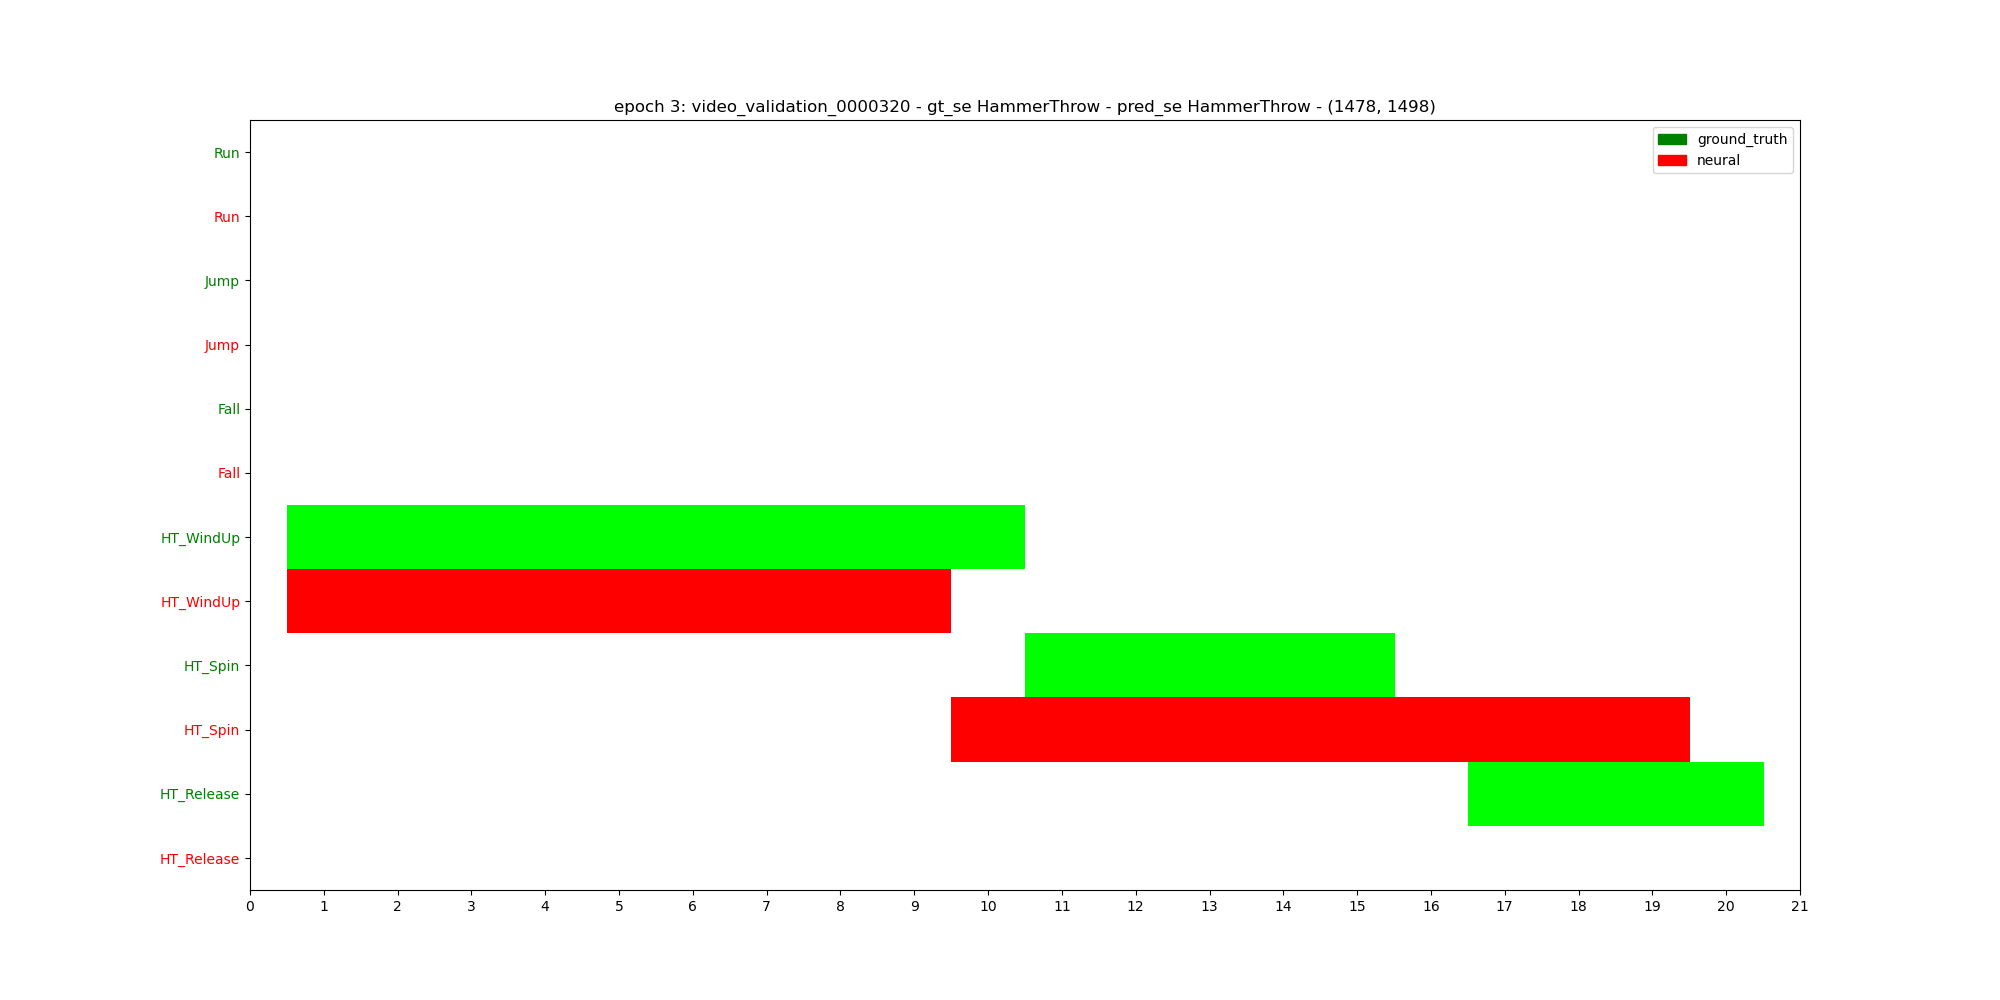 epoch 3: video_validation_0000320 - gt_se HammerThrow - pred_se HammerThrow - (1478, 1498)
ground_truth
neural
Run
Run
Jump
Jump
Fall
Fall
HT_WindUp
HT_WindUp
HT_Spin
HT_Spin
HT_Release
HT_Release
0 1 2 3 4 5 6 7 8 9 10 11 12 13 14 15 16 17 18 19 20 21